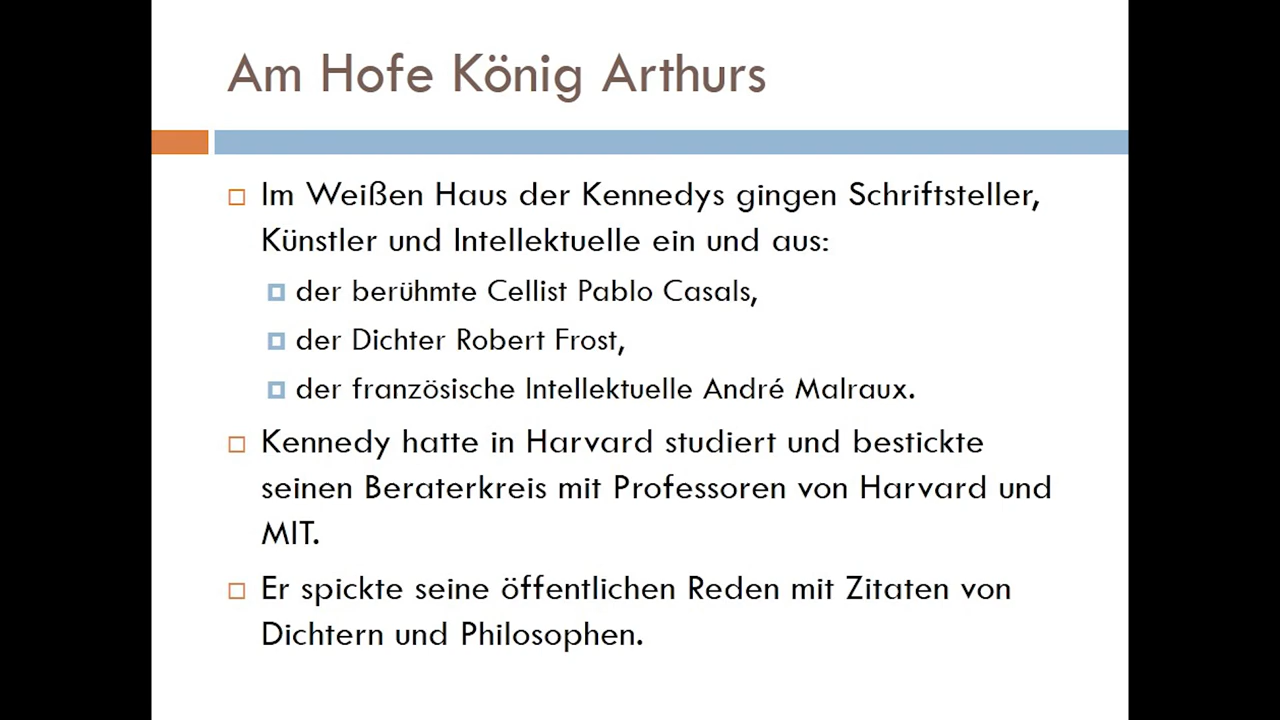 Am Hofe König Arthurs
Im Weißen Haus der Kennedys gingen Schriftsteller,
Künstler und Intellektuelle ein und aus:
der berühmte Cellist Pablo Casals,
der Dichter Robert Frost,
der französische Intellektuelle André Malraux.
Kennedy hatte in Harvard studiert und bestickte
seinen Beraterkreis mit Professoren von Harvard und
MIT.
Er spickte seine öffentlichen Reden mit Zitaten von
Dichtern und Philosophen.